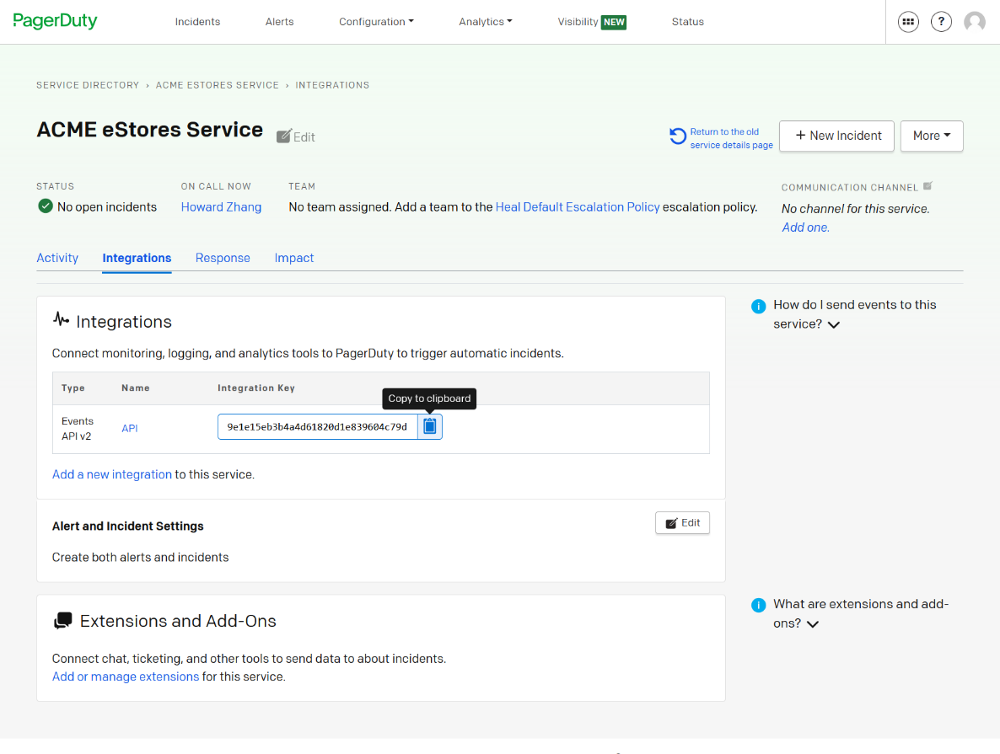 PagerDuty
Incidents
Alerts
Configuration
Analytics
Visibility NEW
Status
?
SERVICE DIRECTORY › ACME ESTORES SERVICE › INTEGRATIONS
ACME eStores Service
Edit
Return to the old
service details page
+ New Incident
More
STATUS
No open incidents
ON CALL NOW
Howard Zhang
TEAM
No team assigned. Add a team to the Heal Default Escalation Policy escalation policy.
COMMUNICATION CHANNEL
No channel for this service.
Add one.
Activity
Integrations
Response
Impact
Integrations
Connect monitoring, logging, and analytics tools to PagerDuty to trigger automatic incidents.
Type
Name
Integration Key
Copy to clipboard
Events
API v2
API
9e1e15eb3b4a4d61820d1e839604c79d
Add a new integration to this service.
Alert and Incident Settings
Edit
Create both alerts and incidents
i
How do I send events to this
service?
Extensions and Add-Ons
Connect chat, ticketing, and other tools to send data to about incidents.
Add or manage extensions for this service.
i
What are extensions and add-
ons?